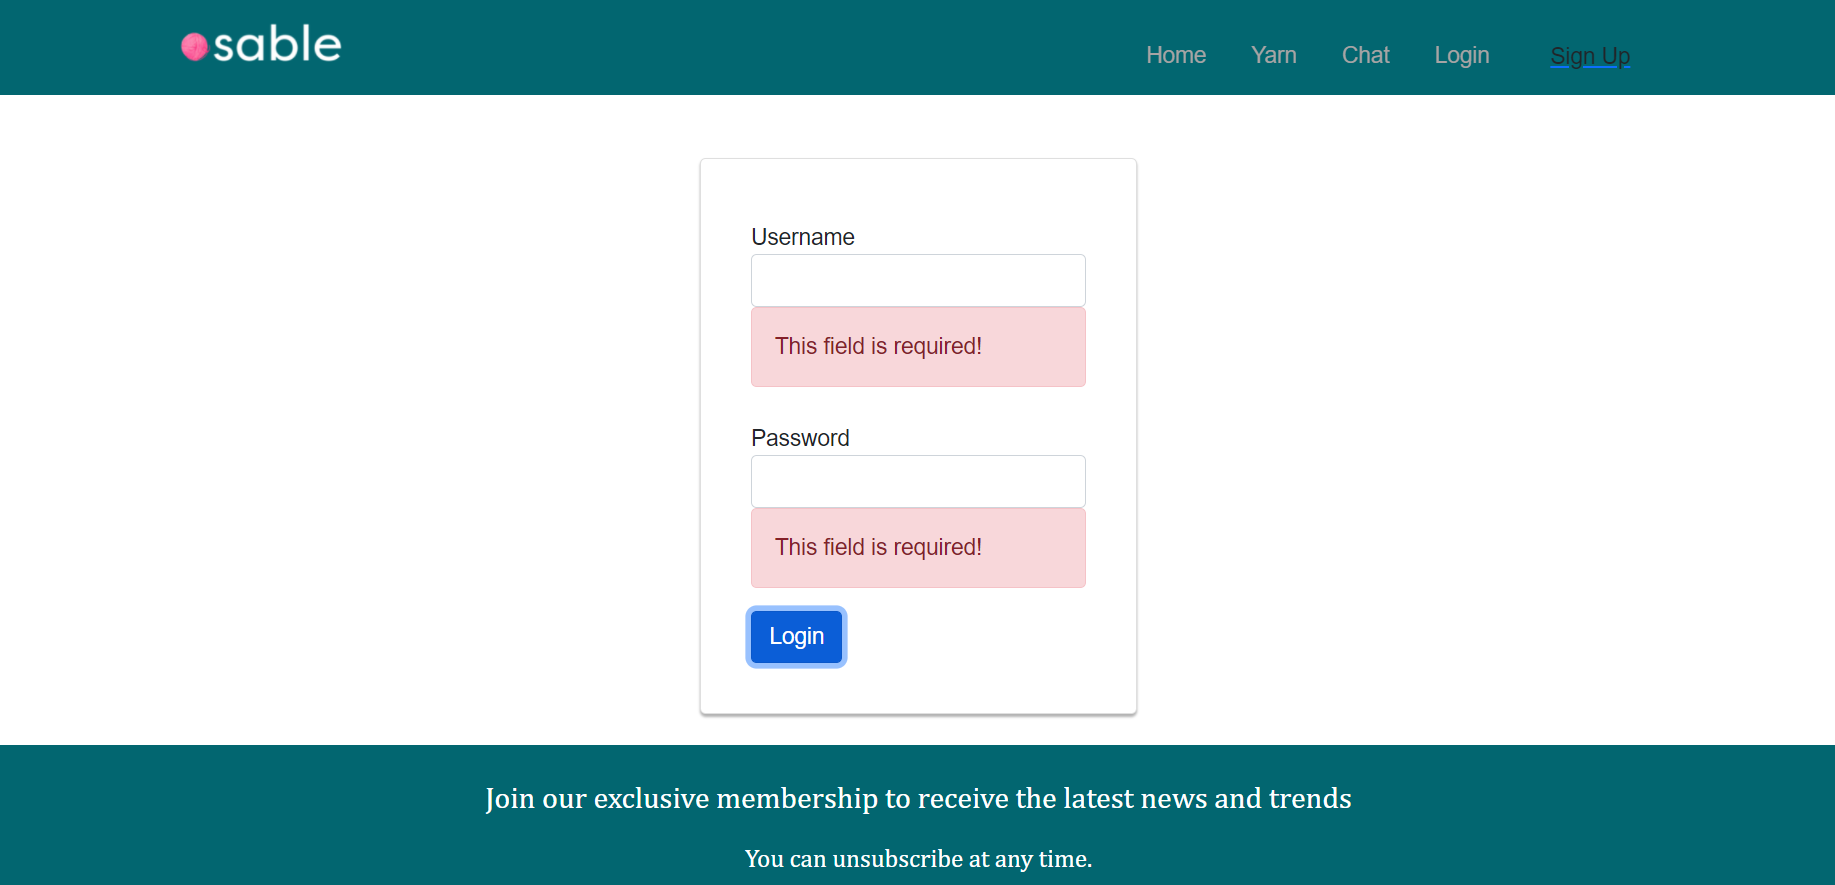 sable
Home Yarn Chat Login Sign Up
Username
This field is required!
Password
This field is required!
Login
Join our exclusive membership to receive the latest news and trends
You can unsubscribe at any time.